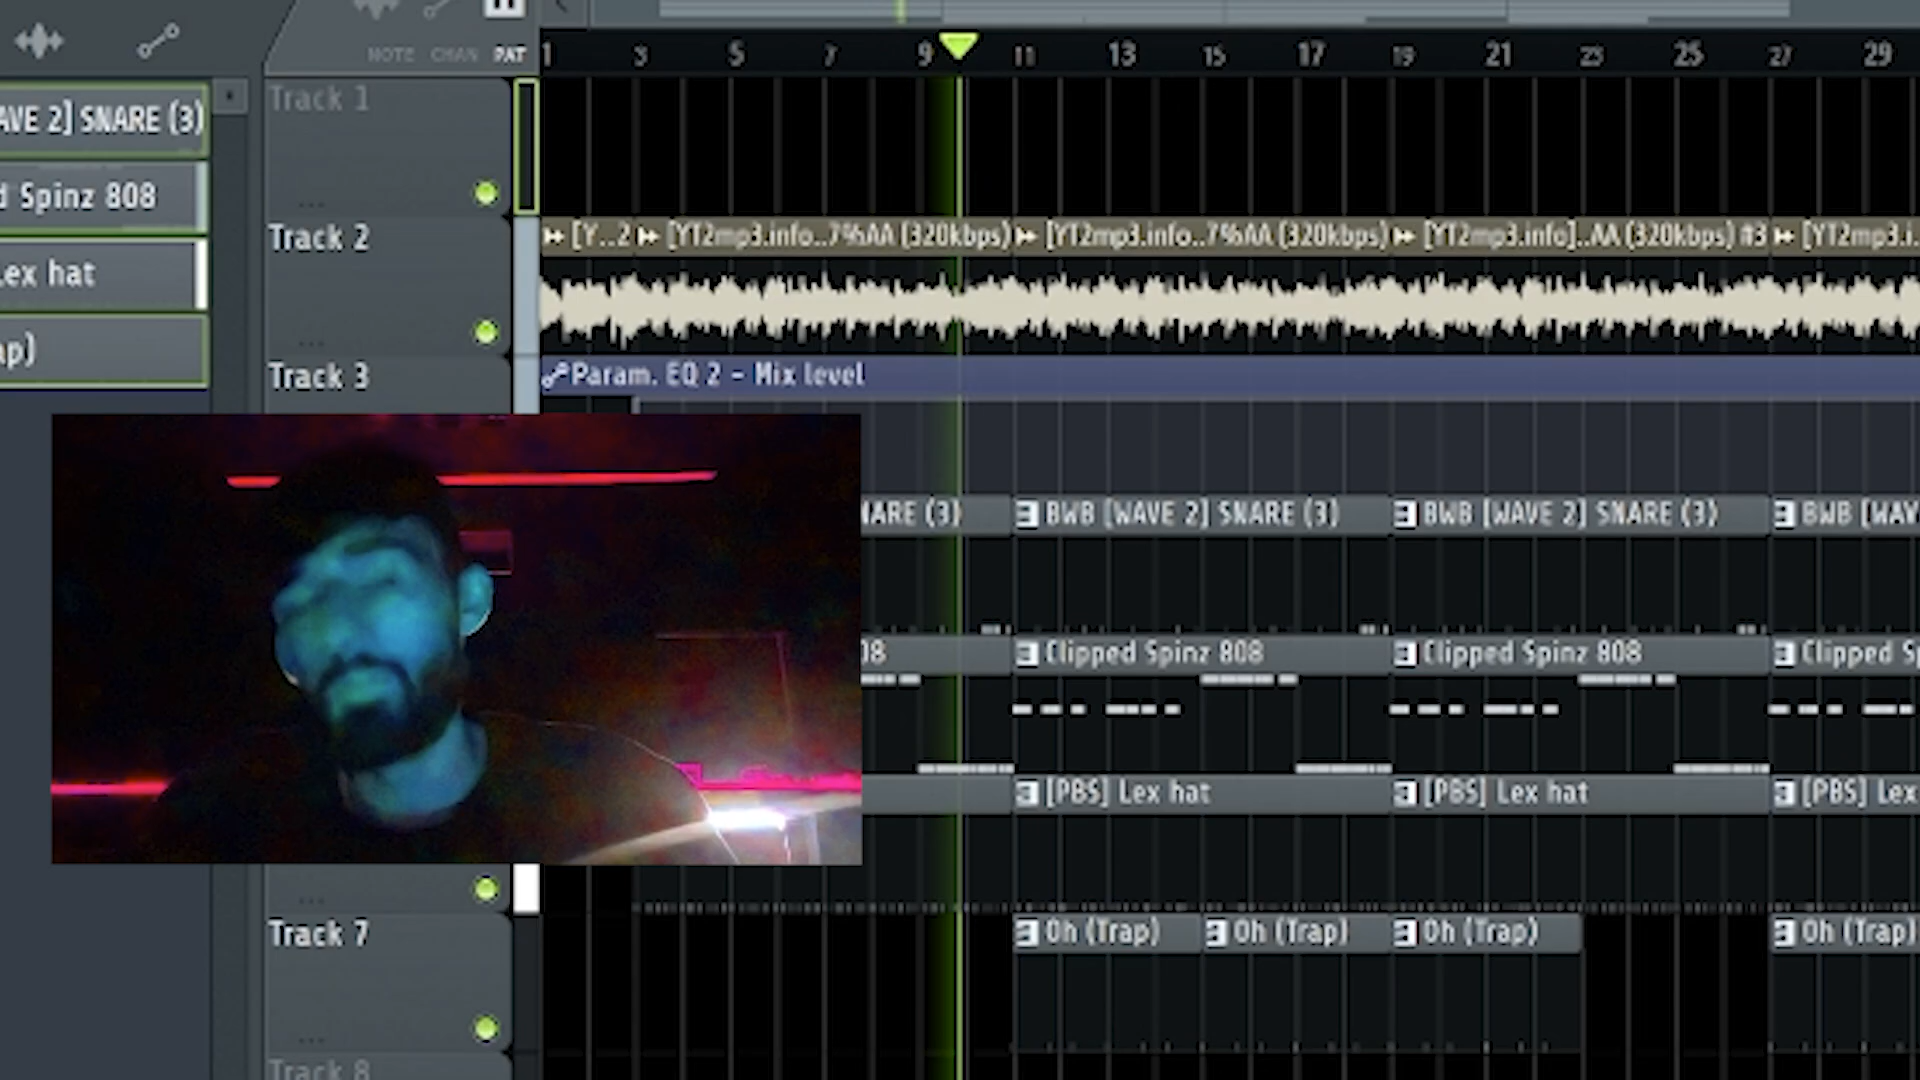 NOTE CHAN PAT
1 3 5 7 9 11 13 15 17 19 21 23 25 27 29
AVE 2] SNARE (3)
d Spinz 808
Lex hat
ap)
Track 1
Track 2
[Y..2 [YT2mp3.info..7%AA (320kbps) [YT2mp3.info..7%AA (320kbps) [YT2mp3.info]..AA (320kbps) #3 [YT2mp3.i..
Track 3
Param. EQ 2 - Mix level
NARE (3) BWB [WAVE 2] SNARE (3) BWB [WAVE 2] SNARE (3) BWB [WAV
08 Clipped Spinz 808 Clipped Spinz 808 Clipped Sp
[PBS] Lex hat [PBS] Lex hat [PBS] Lex
Track 7
Oh (Trap) Oh (Trap) Oh (Trap) Oh (Trap)
Track 8